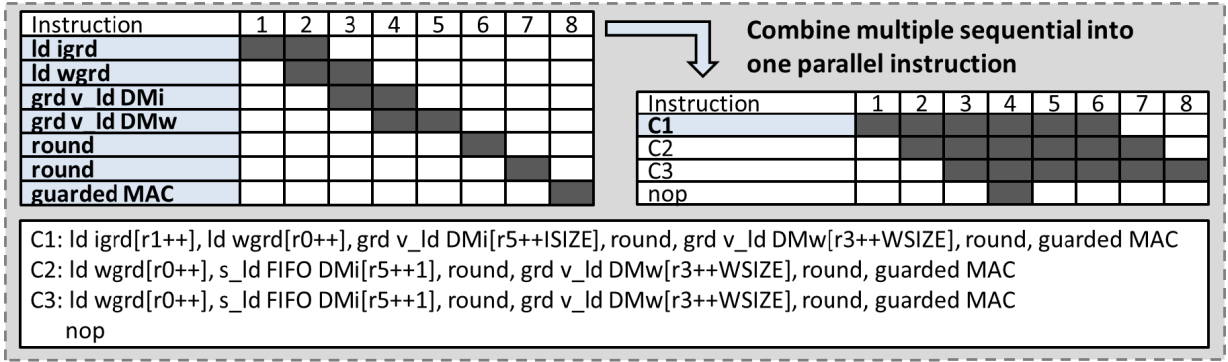 Instruction 1 2 3 4 5 6 7 8
ld igrd
ld wgrd
grd v_ld DMi
grd v_ld DMw
round
round
guarded MAC
Combine multiple sequential into
one parallel instruction
Instruction 1 2 3 4 5 6 7 8
C1
C2
C3
nop
C1: ld igrd[r1++], ld wgrd[r0++], grd v_ld DMi[r5++ISIZE], round, grd v_ld DMw[r3++WSIZE], round, guarded MAC
C2: ld wgrd[r0++], s_ld FIFO DMi[r5++1], round, grd v_ld DMw[r3++WSIZE], round, guarded MAC
C3: ld wgrd[r0++], s_ld FIFO DMi[r5++1], round, grd v_ld DMw[r3++WSIZE], round, guarded MAC
nop